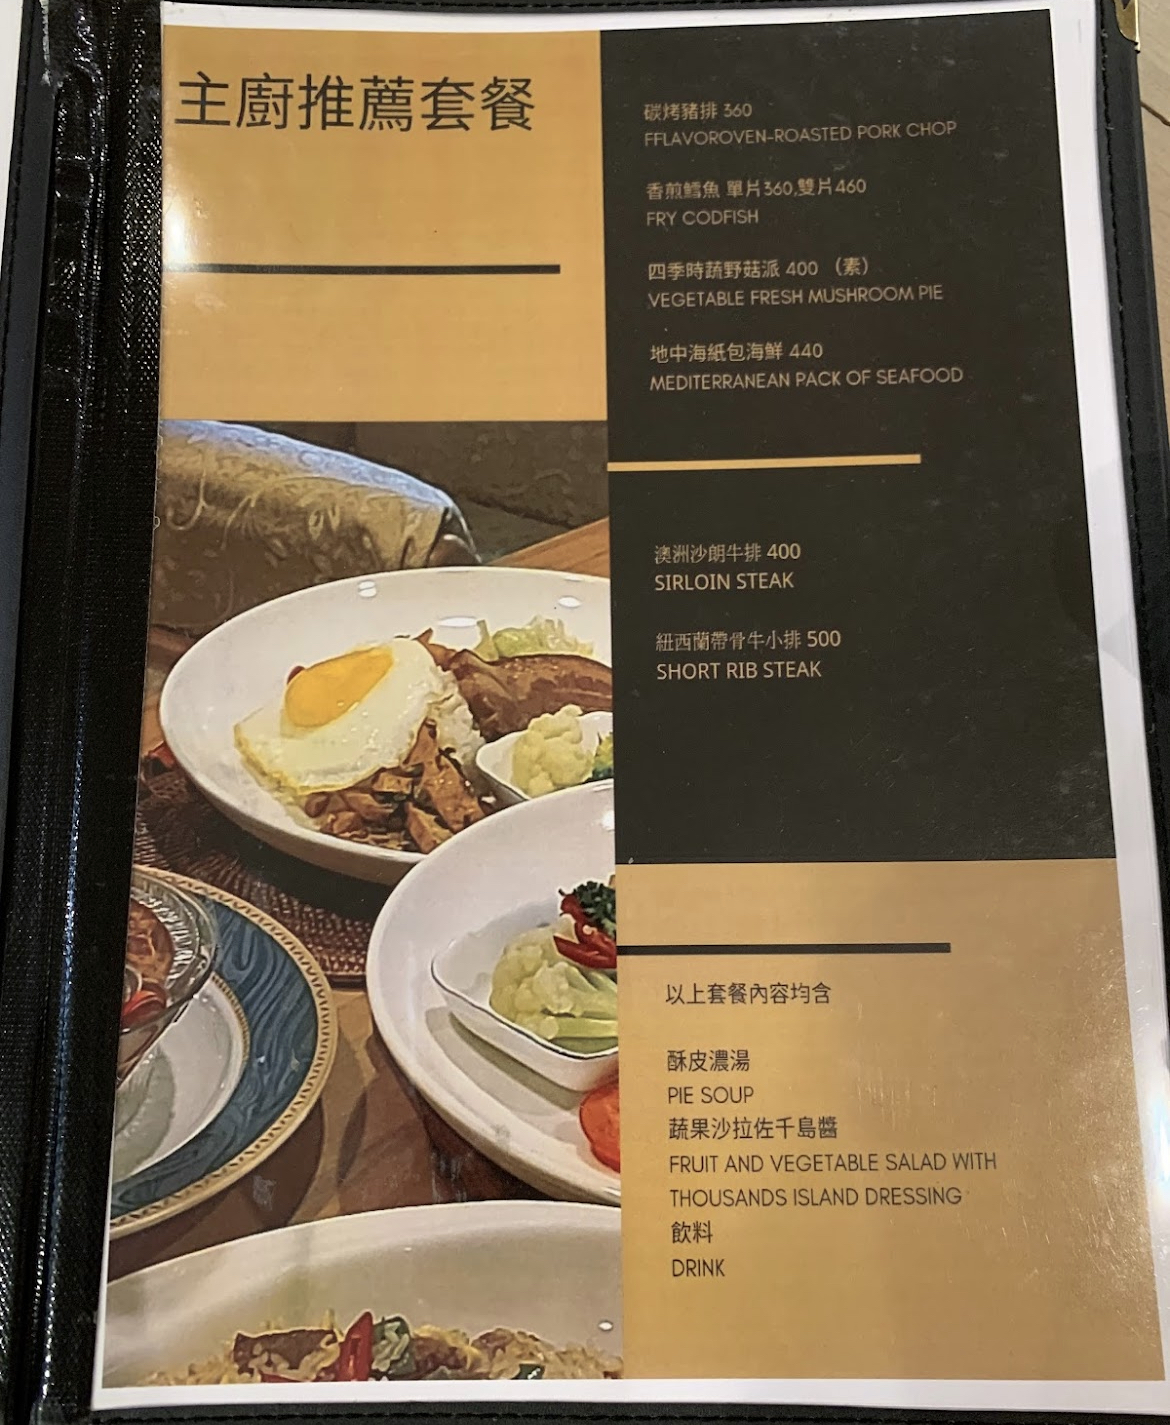 主廚推薦套餐
碳烤豬排 360
FFLAVOROVEN-ROASTED PORK CHOP
香煎鱈魚 單片360,雙片460
FRY CODFISH
四季時蔬野菇派 400 （素）
VEGETABLE FRESH MUSHROOM PIE
地中海紙包海鮮 440
MEDITERRANEAN PACK OF SEAFOOD
澳洲沙朗牛排 400
SIRLOIN STEAK
紐西蘭帶骨牛小排 500
SHORT RIB STEAK
以上套餐內容均含
酥皮濃湯
PIE SOUP
蔬果沙拉佐千島醬
FRUIT AND VEGETABLE SALAD WITH
THOUSANDS ISLAND DRESSING
飲料
DRINK